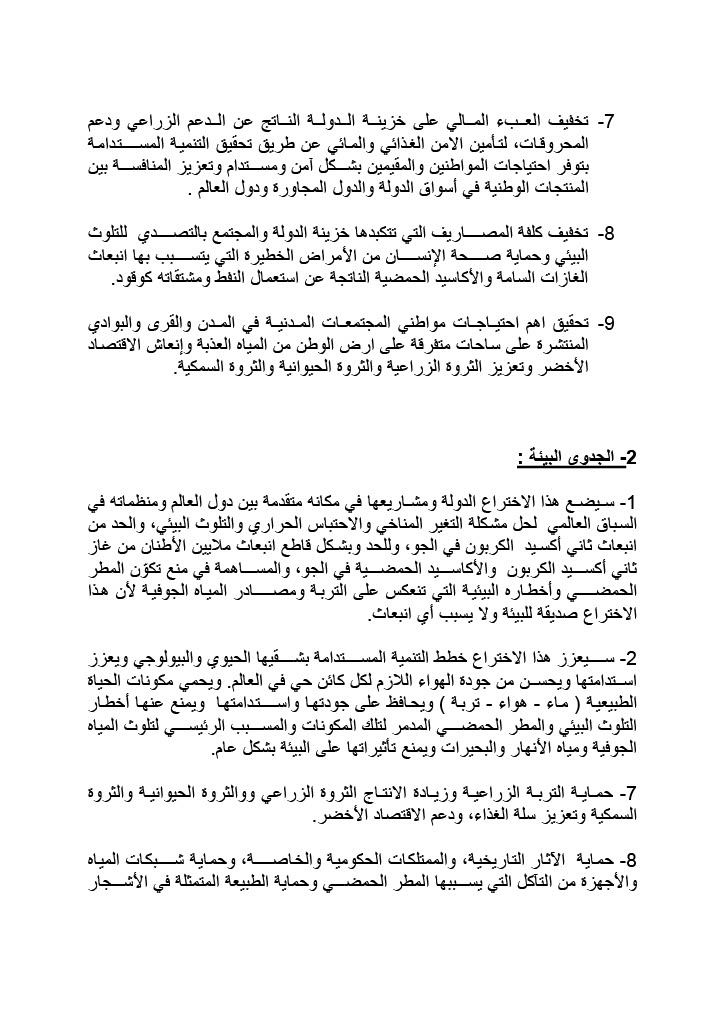 7- تخفيف العبء المالي على خزينة الدولة الناتج عن الدعم الزراعي ودعم
المحروقات، لتأمين الامن الغذائي والمائي عن طريق تحقيق التنمية المستدامة
بتوفر احتياجات المواطنين والمقيمين بشكل آمن ومستدام وتعزيز المنافسة بين
المنتجات الوطنية في أسواق الدولة والدول المجاورة ودول العالم .
8- تخفيف كلفة المصاريف التي تتكبدها خزينة الدولة والمجتمع بالتصدي للتلوث
البيئي وحماية صحة الإنسان من الأمراض الخطيرة التي يتسبب بها انبعاث
الغازات السامة والأكاسيد الحمضية الناتجة عن استعمال النفط ومشتقاته كوقود.
9- تحقيق اهم احتياجات مواطني المجتمعات المدنية في المدن والقرى والبوادي
المنتشرة على ساحات متفرقة على ارض الوطن من المياه العذبة وإنعاش الاقتصاد
الأخضر وتعزيز الثروة الزراعية والثروة الحيوانية والثروة السمكية.
2- الجدوى البيئة :
1- سيضع هذا الاختراع الدولة ومشاريعها في مكانه متقدمة بين دول العالم ومنظماته في
السباق العالمي لحل مشكلة التغير المناخي والاحتباس الحراري والتلوث البيئي، والحد من
انبعاث ثاني أكسيد الكربون في الجو، وللحد وبشكل قاطع انبعاث ملايين الأطنان من غاز
ثاني أكسيد الكربون والأكاسيد الحمضية في الجو، والمساهمة في منع تكوّن المطر
الحمضي وأخطاره البيئية التي تنعكس على التربة ومصادر المياه الجوفية لأن هذا
الاختراع صديقة للبيئة ولا يسبب أي انبعاث.
2- سيعزز هذا الاختراع خطط التنمية المستدامة بشقيها الحيوي والبيولوجي ويعزز
استدامتها ويحسن من جودة الهواء اللازم لكل كائن حي في العالم. ويحمي مكونات الحياة
الطبيعية ( ماء - هواء - تربة ) ويحافظ على جودتها واستدامتها ويمنع عنها أخطار
التلوث البيئي والمطر الحمضي المدمر لتلك المكونات والمسبب الرئيسي لتلوث المياه
الجوفية ومياه الأنهار والبحيرات ويمنع تأثيراتها على البيئة بشكل عام.
7- حماية التربة الزراعية وزيادة الانتاج الثروة الزراعي ووالثروة الحيوانية والثروة
السمكية وتعزيز سلة الغذاء، ودعم الاقتصاد الأخضر.
8- حماية الآثار التاريخية، والممتلكات الحكومية والخاصة، وحماية شبكات المياه
والأجهزة من التآكل التي يسببها المطر الحمضي وحماية الطبيعة المتمثلة في الأشجار